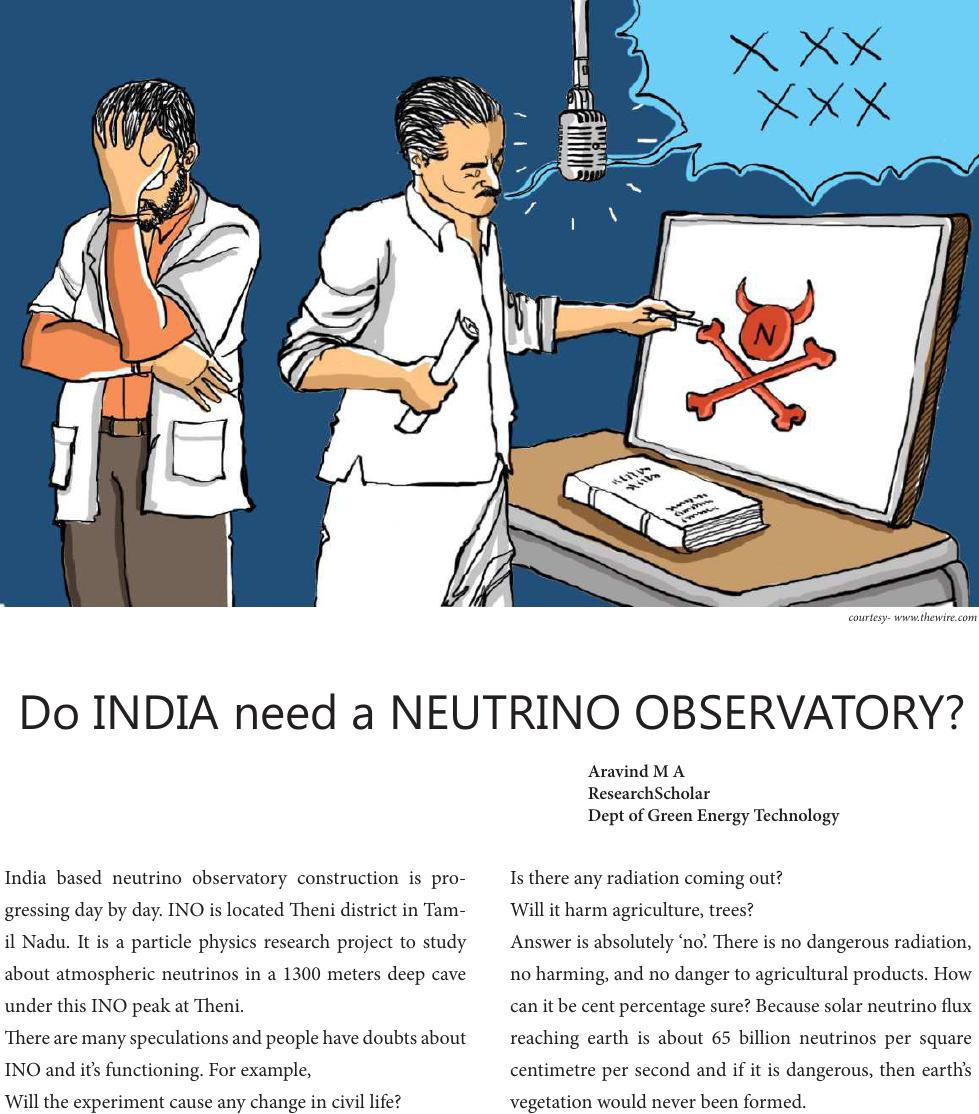 X XX
XXX
N
courtesy- www.thewire.com
Do INDIA need a NEUTRINO OBSERVATORY?
Aravind M A
ResearchScholar
Dept of Green Energy Technology
India based neutrino observatory construction is pro-
gressing day by day. INO is located Theni district in Tam-
il Nadu. It is a particle physics research project to study
about atmospheric neutrinos in a 1300 meters deep cave
under this INO peak at Theni.
There are many speculations and people have doubts about
INO and it’s functioning. For example,
Will the experiment cause any change in civil life?
Is there any radiation coming out?
Will it harm agriculture, trees?
Answer is absolutely ‘no’. There is no dangerous radiation,
no harming, and no danger to agricultural products. How
can it be cent percentage sure? Because solar neutrino flux
reaching earth is about 65 billion neutrinos per square
centimetre per second and if it is dangerous, then earth’s
vegetation would never been formed.